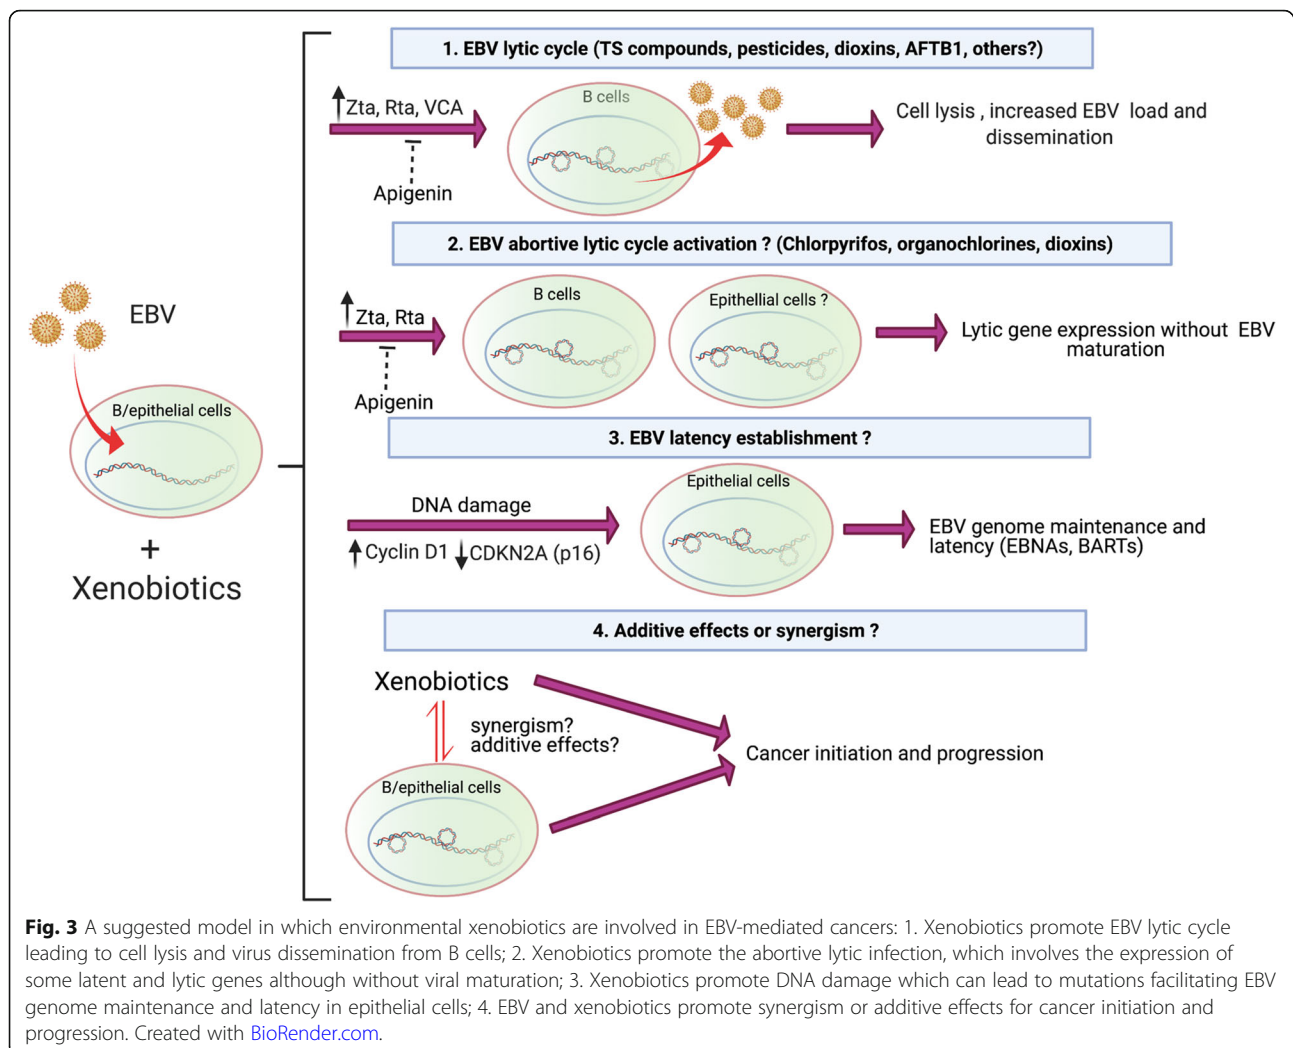 1. EBV lytic cycle (TS compounds, pesticides, dioxins, AFTB1, others?)
Zta, Rta, VCA
Apigenin
B cells
Cell lysis , increased EBV load and
dissemination
2. EBV abortive lytic cycle activation ? (Chlorpyrifos, organochlorines, dioxins)
Zta, Rta
Apigenin
B cells
Epithellial cells ?
Lytic gene expression without EBV
maturation
EBV
B/epithelial cells
+
Xenobiotics
3. EBV latency establishment ?
DNA damage
Cyclin D1 CDKN2A (p16)
Epithelial cells
EBV genome maintenance and
latency (EBNAs, BARTs)
4. Additive effects or synergism ?
Xenobiotics
synergism?
additive effects?
B/epithelial cells
Cancer initiation and progression
Fig. 3 A suggested model in which environmental xenobiotics are involved in EBV-mediated cancers: 1. Xenobiotics promote EBV lytic cycle
leading to cell lysis and virus dissemination from B cells; 2. Xenobiotics promote the abortive lytic infection, which involves the expression of
some latent and lytic genes although without viral maturation; 3. Xenobiotics promote DNA damage which can lead to mutations facilitating EBV
genome maintenance and latency in epithelial cells; 4. EBV and xenobiotics promote synergism or additive effects for cancer initiation and
progression. Created with BioRender.com.